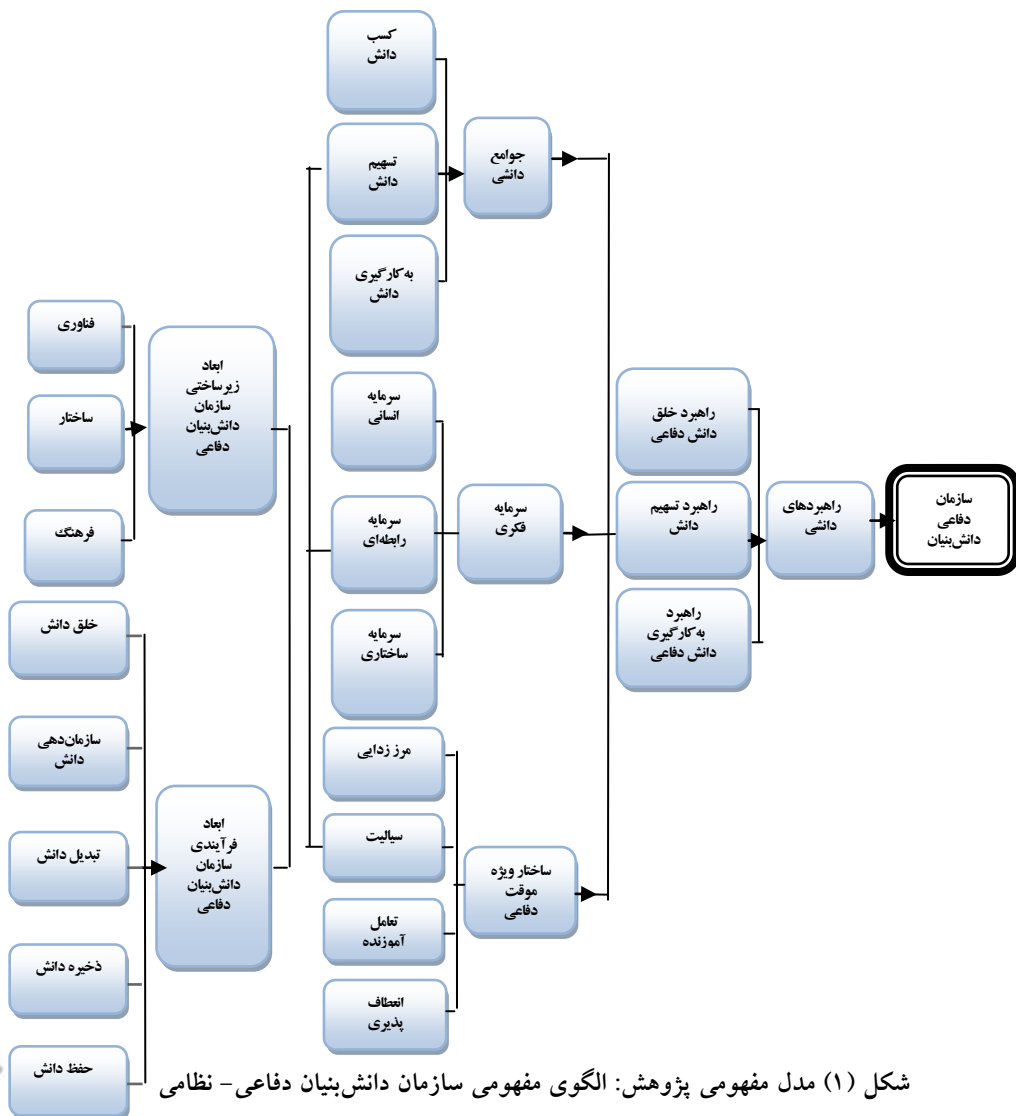 کسب
دانش
تسهیم
دانش
به‌کارگیری
دانش
جوامع
دانشی
فناوری
ساختار
فرهنگ
ابعاد
زیرساختی
سازمان
دانش‌بنیان
دفاعی
سرمایه
انسانی
سرمایه
رابطه‌ای
سرمایه
ساختاری
سرمایه
فکری
راهبرد خلق
دانش دفاعی
راهبرد تسهیم
دانش
راهبرد
به‌کارگیری
دانش دفاعی
راهبردهای
دانشی
سازمان
دفاعی
دانش‌بنیان
خلق دانش
سازمان‌دهی
دانش
تبدیل دانش
ذخیره دانش
حفظ دانش
ابعاد
فرآیندی
سازمان
دانش‌بنیان
دفاعی
مرز زدایی
سیالیت
تعامل
آموزنده
انعطاف
پذیری
ساختار ویژه
موقت
دفاعی
شکل (۱) مدل مفهومی پژوهش: الگوی مفهومی سازمان دانش‌بنیان دفاعی- نظامی